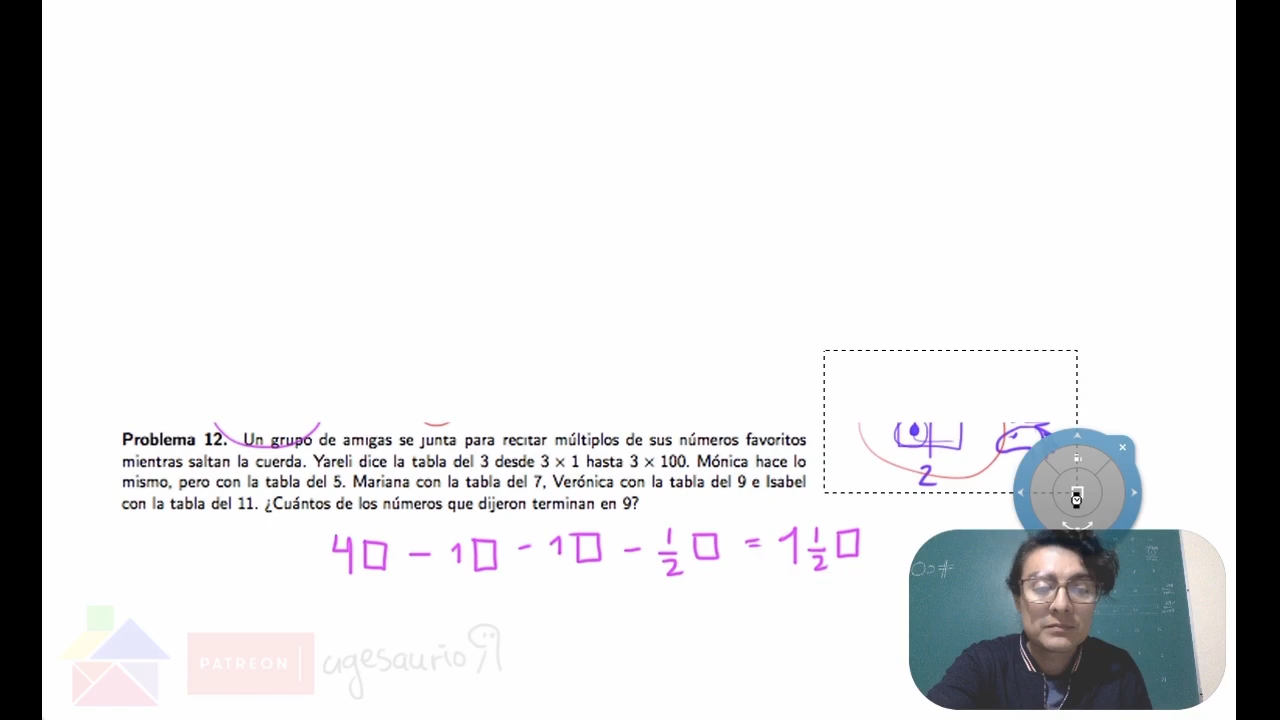 2
Problema 12. Un grupo de amigas se junta para recitar múltiplos de sus números favoritos
mientras saltan la cuerda. Yareli dice la tabla del 3 desde 3 × 1 hasta 3 × 100. Mónica hace lo
mismo, pero con la tabla del 5. Mariana con la tabla del 7, Verónica con la tabla del 9 e Isabel
con la tabla del 11. ¿Cuántos de los números que dijeron terminan en 9?
4□ - 1□ - 1□ - 1/2 □ = 1 1/2 □
PATREON
agesaurio